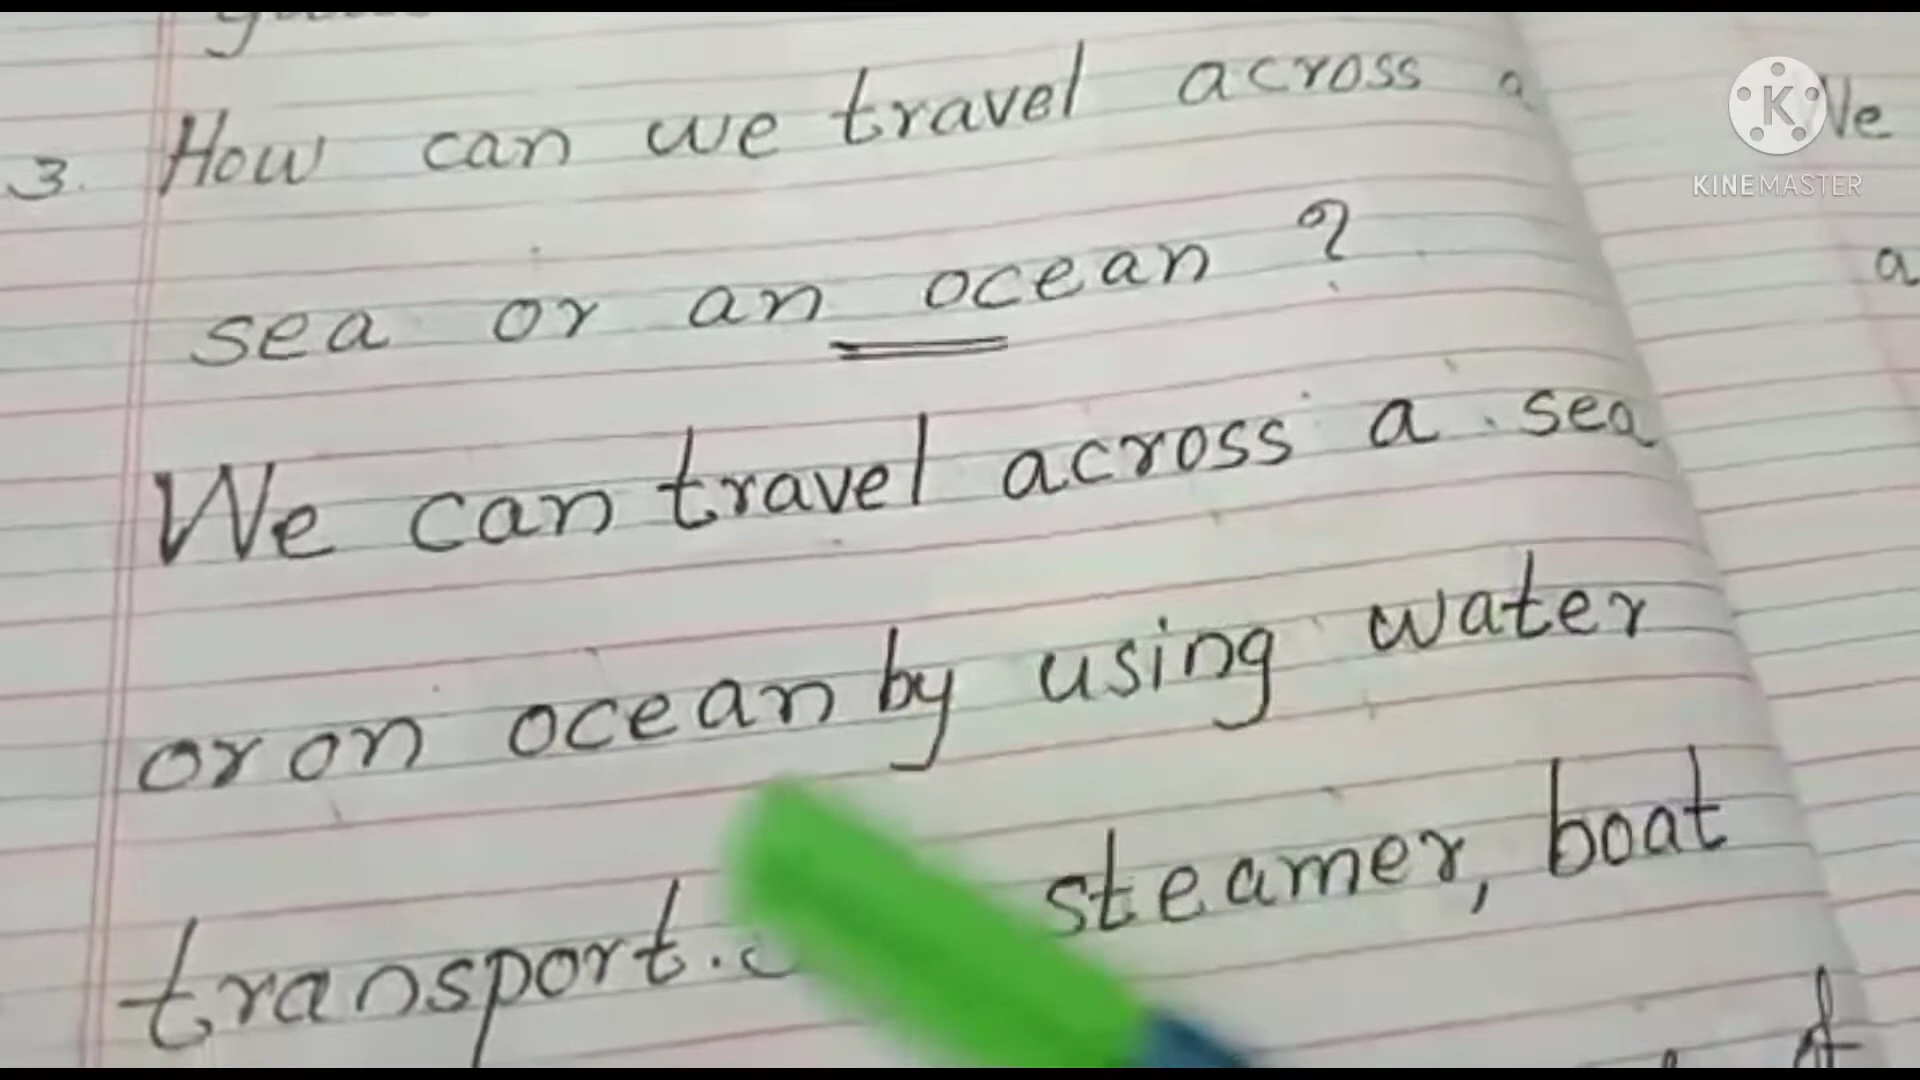 3. How can we travel across a
sea or an ocean ?
We can travel across a sea
or on ocean by using water
transport. steamer, boat
We
a
KINEMASTER